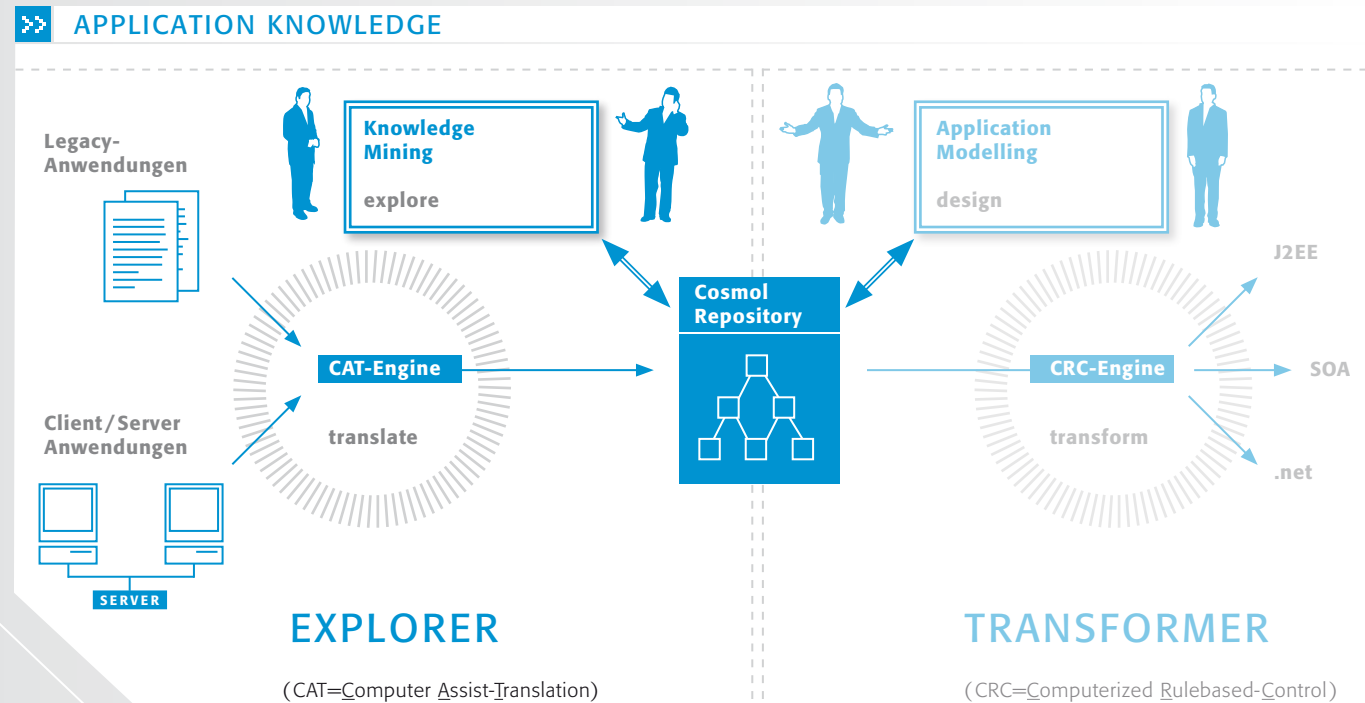 APPLICATION KNOWLEDGE
Legacy-
Anwendungen
Knowledge
Mining
explore
Application
Modelling
design
J2EE
Cosmol
Repository
CAT-Engine
CRC-Engine
SOA
Client/Server
Anwendungen
translate
transform
.net
SERVER
EXPLORER
TRANSFORMER
(CAT=Computer Assist-Translation)
(CRC=Computerized Rulebased-Control)